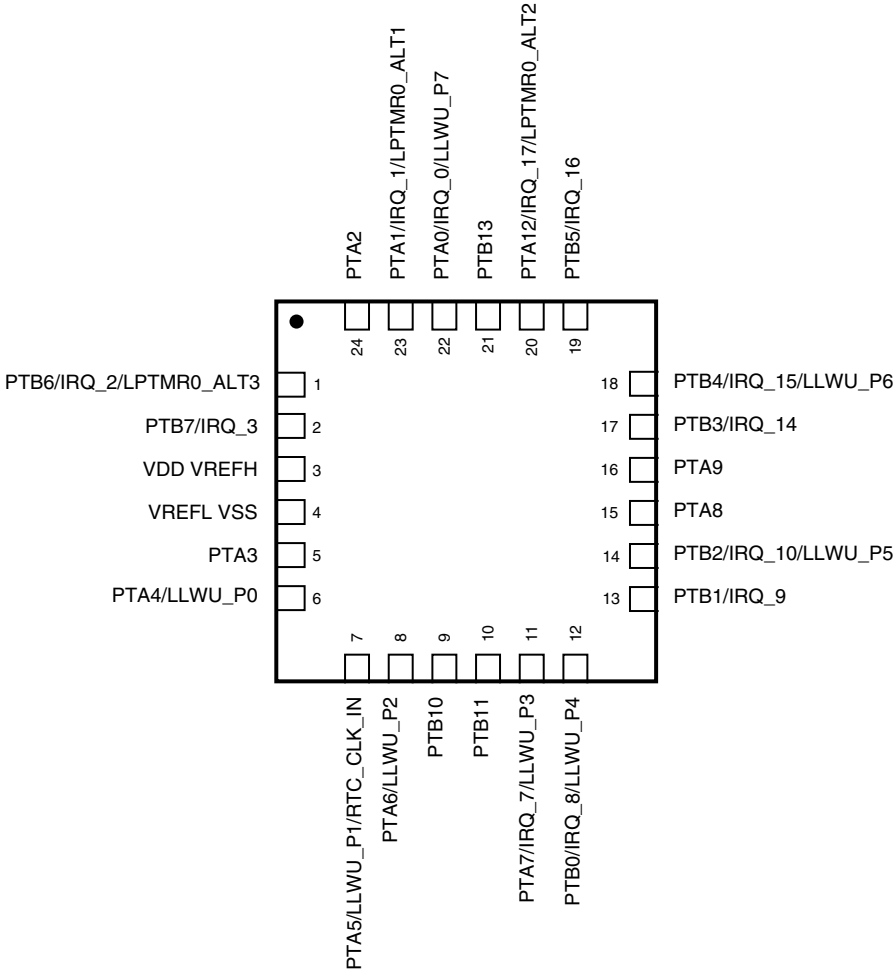 PTA2
PTA1/IRQ_1/LPTMR0_ALT1
PTA0/IRQ_0/LLWU_P7
PTB13
PTA12/IRQ_17/LPTMR0_ALT2
PTB5/IRQ_16
24
23
22
21
20
19
PTB6/IRQ_2/LPTMR0_ALT3 1
PTB7/IRQ_3 2
VDD VREFH 3
VREFL VSS 4
PTA3 5
PTA4/LLWU_P0 6
18 PTB4/IRQ_15/LLWU_P6
17 PTB3/IRQ_14
16 PTA9
15 PTA8
14 PTB2/IRQ_10/LLWU_P5
13 PTB1/IRQ_9
7
8
9
10
11
12
PTA5/LLWU_P1/RTC_CLK_IN
PTA6/LLWU_P2
PTB10
PTB11
PTA7/IRQ_7/LLWU_P3
PTB0/IRQ_8/LLWU_P4